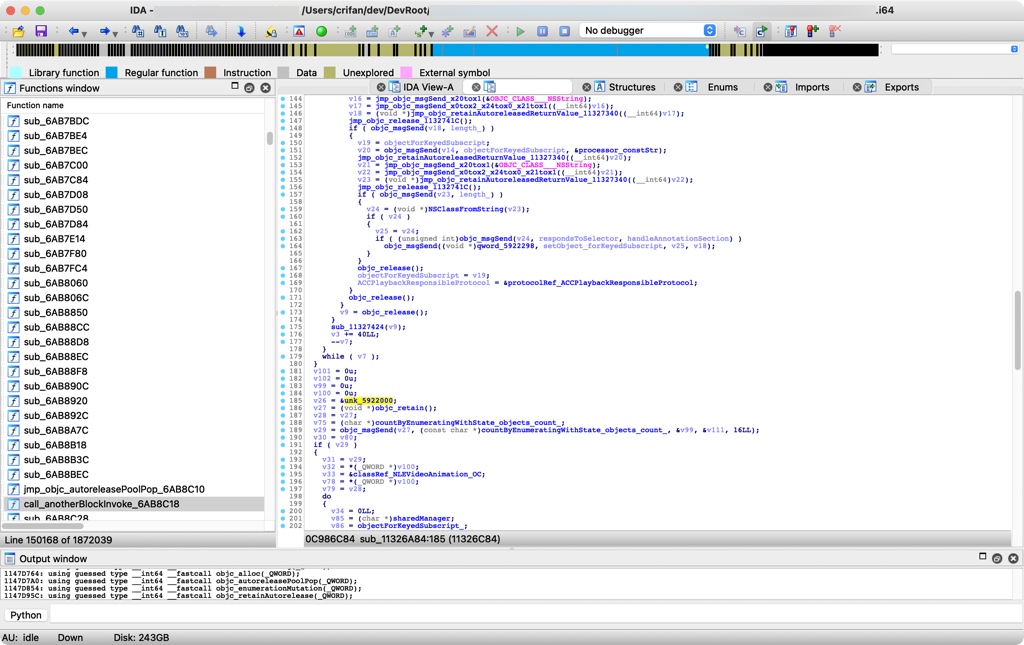 IDA - /Users/crifan/dev/DevRoot/ .i64
No debugger
Library function Regular function Instruction Data Unexplored External symbol
Functions window
IDA View-A Structures Enums Imports Exports
Function name
sub_6AB7BDC
sub_6AB7BE4
sub_6AB7BEC
sub_6AB7C00
sub_6AB7C84
sub_6AB7D08
sub_6AB7D50
sub_6AB7D84
sub_6AB7E14
sub_6AB7F80
sub_6AB7FC4
sub_6AB8060
sub_6AB806C
sub_6AB8850
sub_6AB88CC
sub_6AB88D8
sub_6AB88EC
sub_6AB88F8
sub_6AB890C
sub_6AB8920
sub_6AB892C
sub_6AB8A7C
sub_6AB8B18
sub_6AB8B3C
sub_6AB8BEC
jmp_objc_autoreleasePoolPop_6AB8C10
call_anotherBlockInvoke_6AB8C18
sub_6AB8C28
Line 150168 of 1872039
144 v16 = jmp_objc_msgSend_x20tox1(&OBJC_CLASS___NSString);
145 v17 = jmp_objc_msgSend_x0tox2_x24tox0_x21tox1((__int64)v16);
146 v18 = (void *)jmp_objc_retainAutoreleasedReturnValue_11327340((__int64)v17);
147 jmp_objc_release_1132741C();
148 if ( objc_msgSend(v18, length_) )
149 {
150 v19 = objectForKeyedSubscript;
151 v20 = objc_msgSend(v14, objectForKeyedSubscript, &processor_constStr);
152 jmp_objc_retainAutoreleasedReturnValue_11327340((__int64)v20);
153 v21 = jmp_objc_msgSend_x20tox1(&OBJC_CLASS___NSString);
154 v22 = jmp_objc_msgSend_x0tox2_x24tox0_x21tox1((__int64)v21);
155 v23 = (void *)jmp_objc_retainAutoreleasedReturnValue_11327340((__int64)v22);
156 jmp_objc_release_1132741C();
157 if ( objc_msgSend(v23, length_) )
158 {
159 v24 = (void *)NSClassFromString(v23);
160 if ( v24 )
161 {
162 v25 = v24;
163 if ( (unsigned int)objc_msgSend(v24, respondsToSelector, handleAnnotationSection) )
164 objc_msgSend((void *)qword_5922298, setObject_forKeyedSubscript, v25, v18);
165 }
166 }
167 objc_release();
168 objectForKeyedSubscript = v19;
169 ACCPlaybackResponsibleProtocol = &protocolRef_ACCPlaybackResponsibleProtocol;
170 }
171 objc_release();
172 }
173 v9 = objc_release();
174 }
175 sub_11327424(v9);
176 v3 += 40LL;
177 --v7;
178 }
179 while ( v7 );
180 }
181 v101 = 0u;
182 v102 = 0u;
183 v99 = 0u;
184 v100 = 0u;
185 v26 = &unk_5922000;
186 v27 = (void *)objc_retain();
187 v28 = v27;
188 v75 = (char *)countByEnumeratingWithState_objects_count_;
189 v29 = objc_msgSend(v27, (const char *)countByEnumeratingWithState_objects_count_, &v99, &v111, 16LL);
190 v30 = v80;
191 if ( v29 )
192 {
193 v31 = v29;
194 v32 = *(_QWORD *)v100;
195 v33 = &classRef_NLEVideoAnimation_OC;
196 v78 = *(_QWORD *)v100;
197 v79 = v28;
198 do
199 {
200 v34 = 0LL;
201 v85 = (char *)sharedManager;
202 v86 = objectForKeyedSubscript_;
0C986C84 sub_11326A84:185 (11326C84)
Output window
1147D764: using guessed type __int64 __fastcall objc_alloc(_QWORD);
1147D7A0: using guessed type __int64 __fastcall objc_autoreleasePoolPop(_QWORD);
1147D854: using guessed type __int64 __fastcall objc_enumerationMutation(_QWORD);
1147D95C: using guessed type __int64 __fastcall objc_retainAutorelease(_QWORD);
Python
AU: idle Down Disk: 243GB